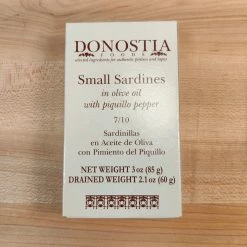 DONOSTIA
FOODS
selected ingredients for authentic pintxos and tapas
Small Sardines
in olive oil
with piquillo pepper
7/10
Sardinillas
en Aceite de Oliva
con Pimiento del Piquillo
NET WEIGHT 3 oz (85 g)
DRAINED WEIGHT 2.1 oz (60 g)